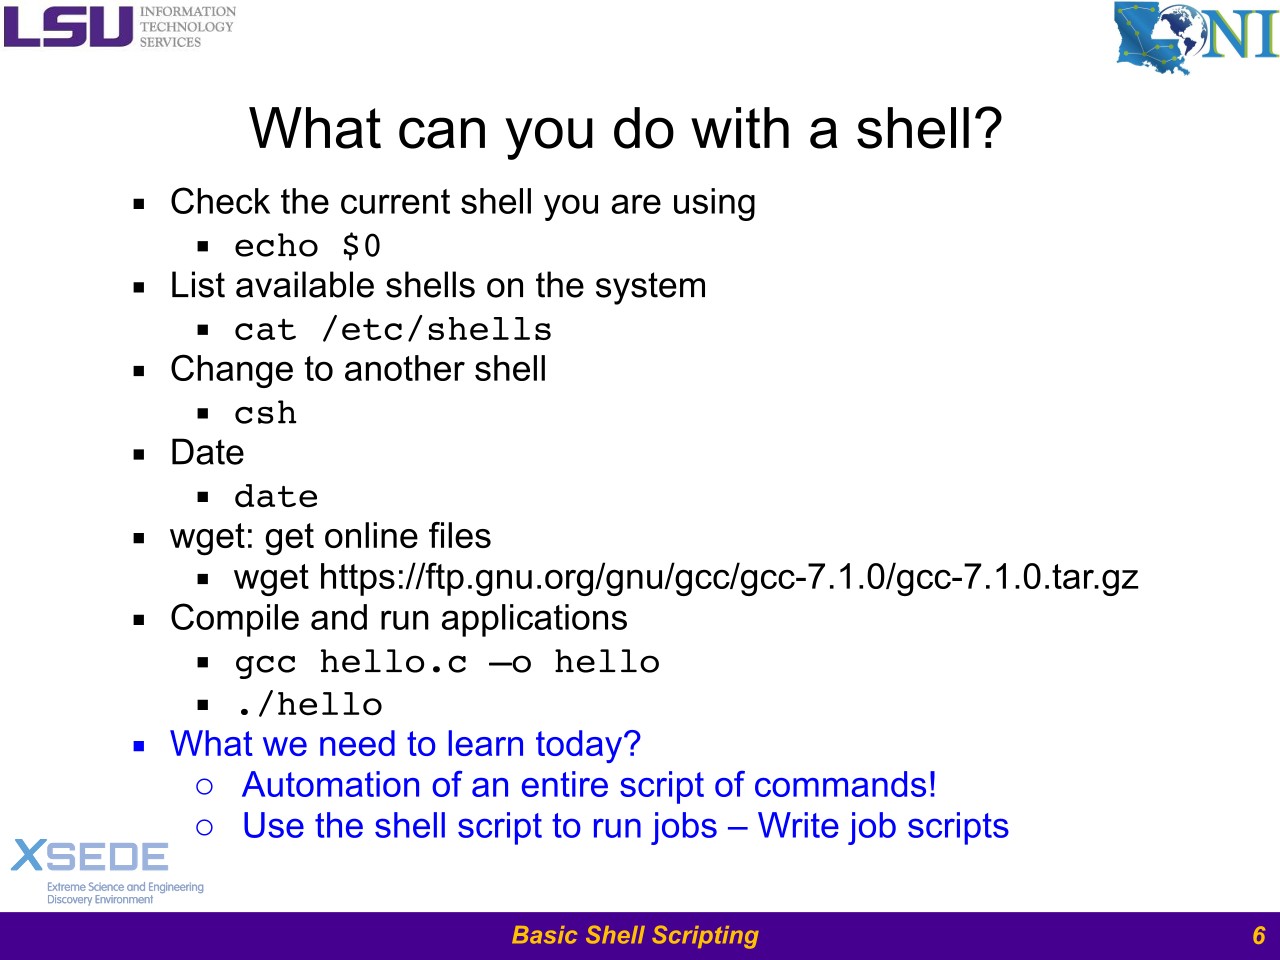 LSU INFORMATION
TECHNOLOGY
SERVICES
LONI
What can you do with a shell?
▪ Check the current shell you are using
▪ echo $0
▪ List available shells on the system
▪ cat /etc/shells
▪ Change to another shell
▪ csh
▪ Date
▪ date
▪ wget: get online files
▪ wget https://ftp.gnu.org/gnu/gcc/gcc-7.1.0/gcc-7.1.0.tar.gz
▪ Compile and run applications
▪ gcc hello.c –o hello
▪ ./hello
▪ What we need to learn today?
○ Automation of an entire script of commands!
○ Use the shell script to run jobs – Write job scripts
XSEDE
Extreme Science and Engineering
Discovery Environment
Basic Shell Scripting
6